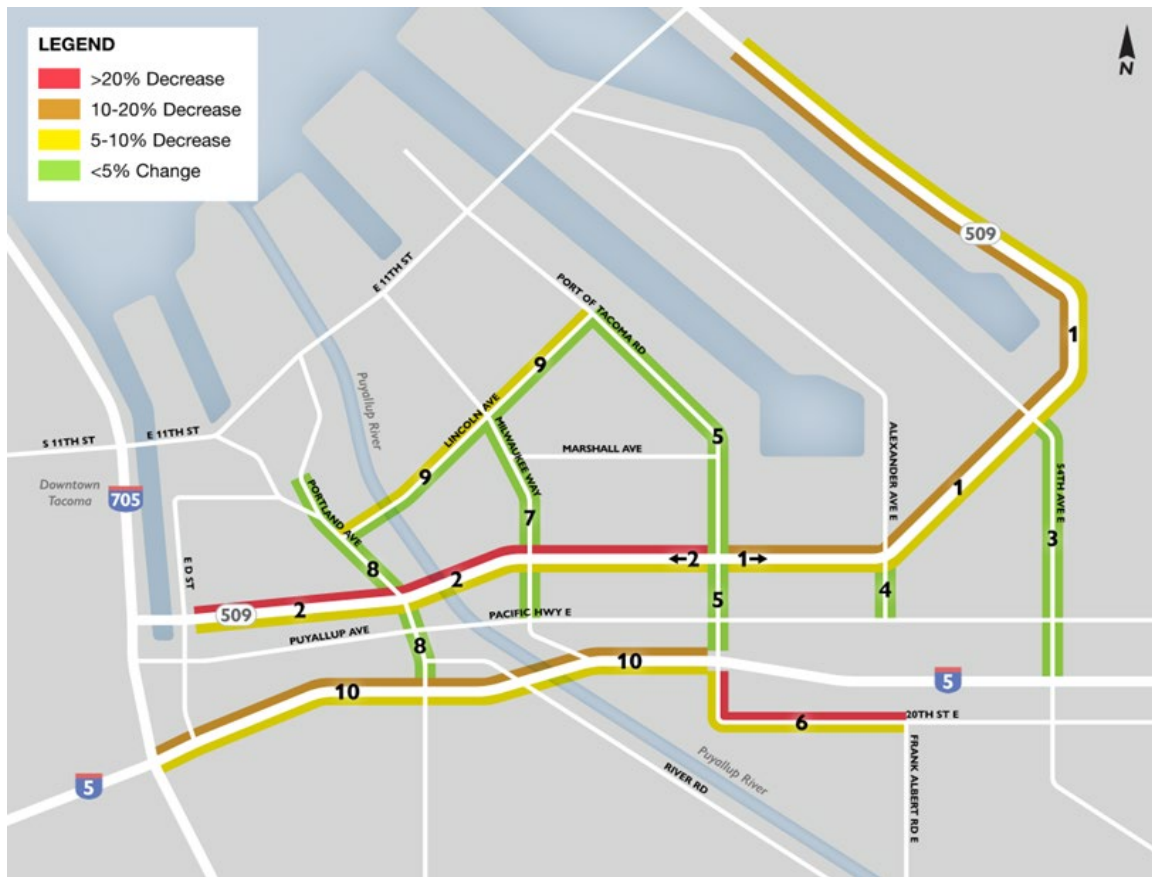 LEGEND
>20% Decrease
10-20% Decrease
5-10% Decrease
<5% Change
N
509
1
E 11TH ST
PORT OF TACOMA RD
Puyallup River
9
LINCOLN AVE
S 11TH ST
E 11TH ST
MILWAUKEE WAY
5
MARSHALL AVE
ALEXANDER AVE E
Downtown
Tacoma
705
PORTLAND AVE
9
1
54TH AVE E
7
3
E D ST
8
2
←2
1→
4
2
509
5
PACIFIC HWY E
PUYALLUP AVE
8
10
10
5
6
20TH ST E
5
RIVER RD
Puyallup River
FRANK ALBERT RD E